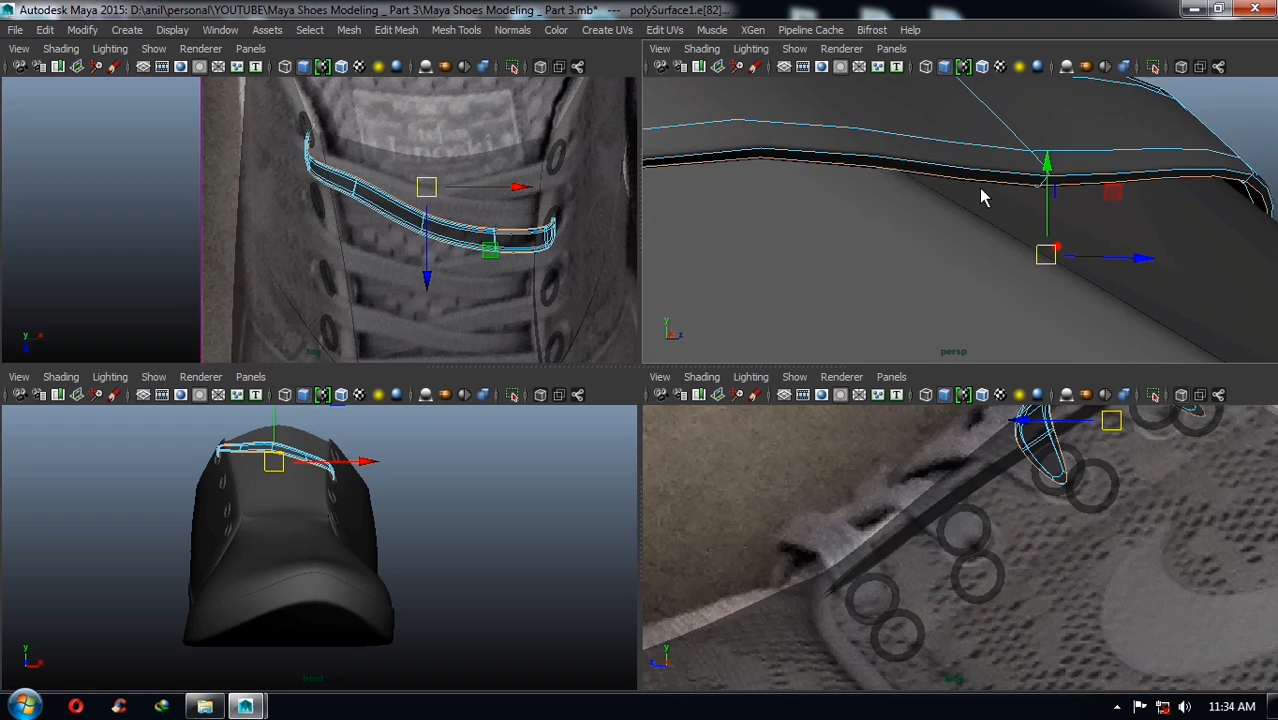 Autodesk Maya 2015: D:\anil\personal\YOUTUBE\Maya Shoes Modeling _ Part 3\Maya Shoes Modeling _ Part 3.mb* --- polySurface1.e[82]...
File Edit Modify Create Display Window Assets Select Mesh Edit Mesh Mesh Tools Normals Color Create UVs Edit UVs Muscle XGen Pipeline Cache Bifrost Help
View Shading Lighting Show Renderer Panels
View Shading Lighting Show Renderer Panels
y x
top
y z
persp
View Shading Lighting Show Renderer Panels
View Shading Lighting Show Renderer Panels
y x
front
y
z
side
11:34 AM